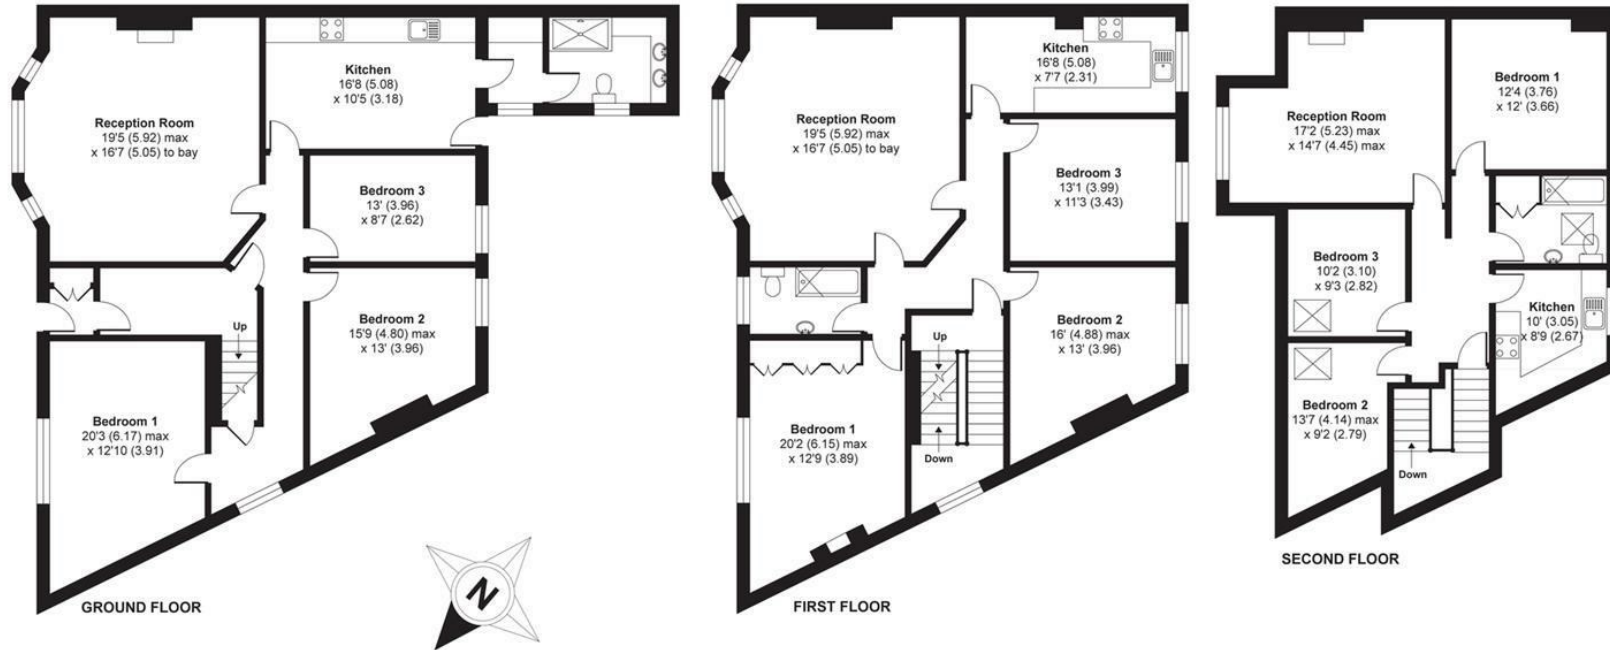 Reception Room
19'5 (5.92) max
x 16'7 (5.05) to bay
Kitchen
16'8 (5.08)
x 10'5 (3.18)
Bedroom 3
13' (3.96)
x 8'7 (2.62)
Bedroom 2
15'9 (4.80) max
x 13' (3.96)
Up
Bedroom 1
20'3 (6.17) max
x 12'10 (3.91)
GROUND FLOOR
N
Reception Room
19'5 (5.92) max
x 16'7 (5.05) to bay
Kitchen
16'8 (5.08)
x 7'7 (2.31)
Bedroom 3
13'1 (3.99)
x 11'3 (3.43)
Bedroom 2
16' (4.88) max
x 13' (3.96)
Up
Down
Bedroom 1
20'2 (6.15) max
x 12'9 (3.89)
FIRST FLOOR
Reception Room
17'2 (5.23) max
x 14'7 (4.45) max
Bedroom 1
12'4 (3.76)
x 12' (3.66)
Bedroom 3
10'2 (3.10)
x 9'3 (2.82)
Kitchen
10' (3.05)
x 8'9 (2.67)
Bedroom 2
13'7 (4.14) max
x 9'2 (2.79)
Down
SECOND FLOOR